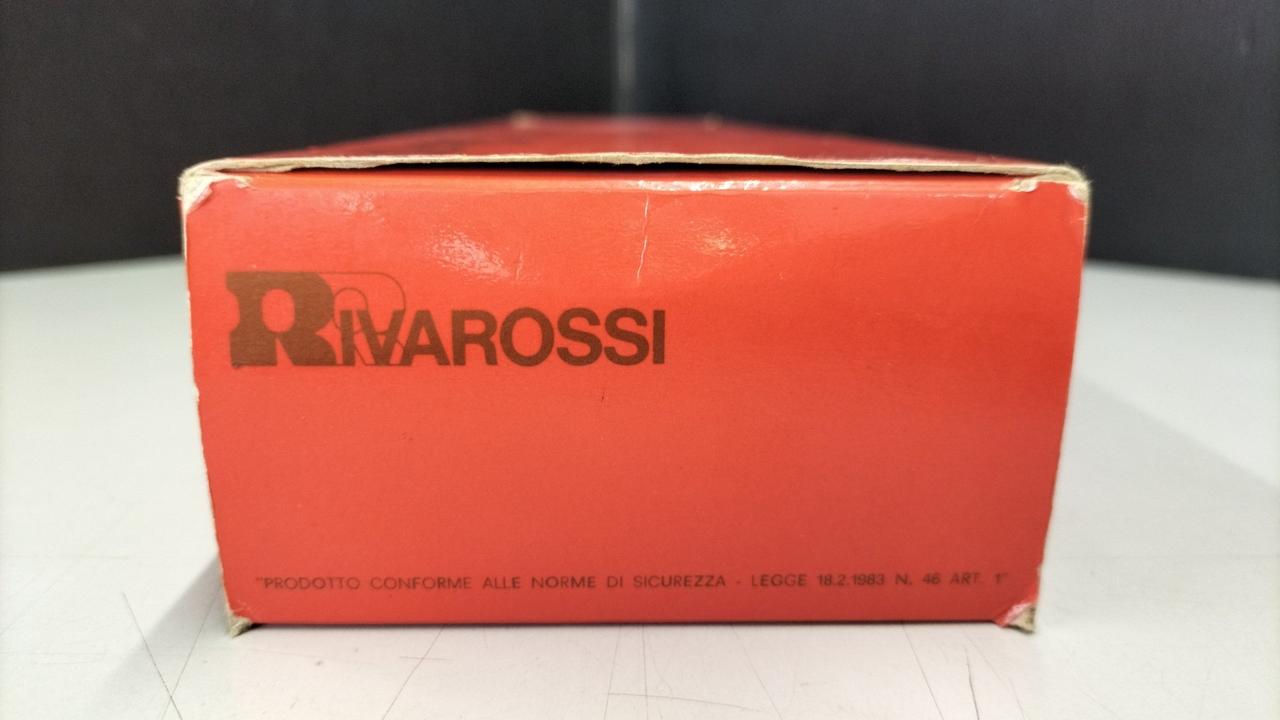 RIVAROSSI
"PRODOTTO CONFORME ALLE NORME DI SICUREZZA - LEGGE 18.2.1983 N. 46 ART. 1"